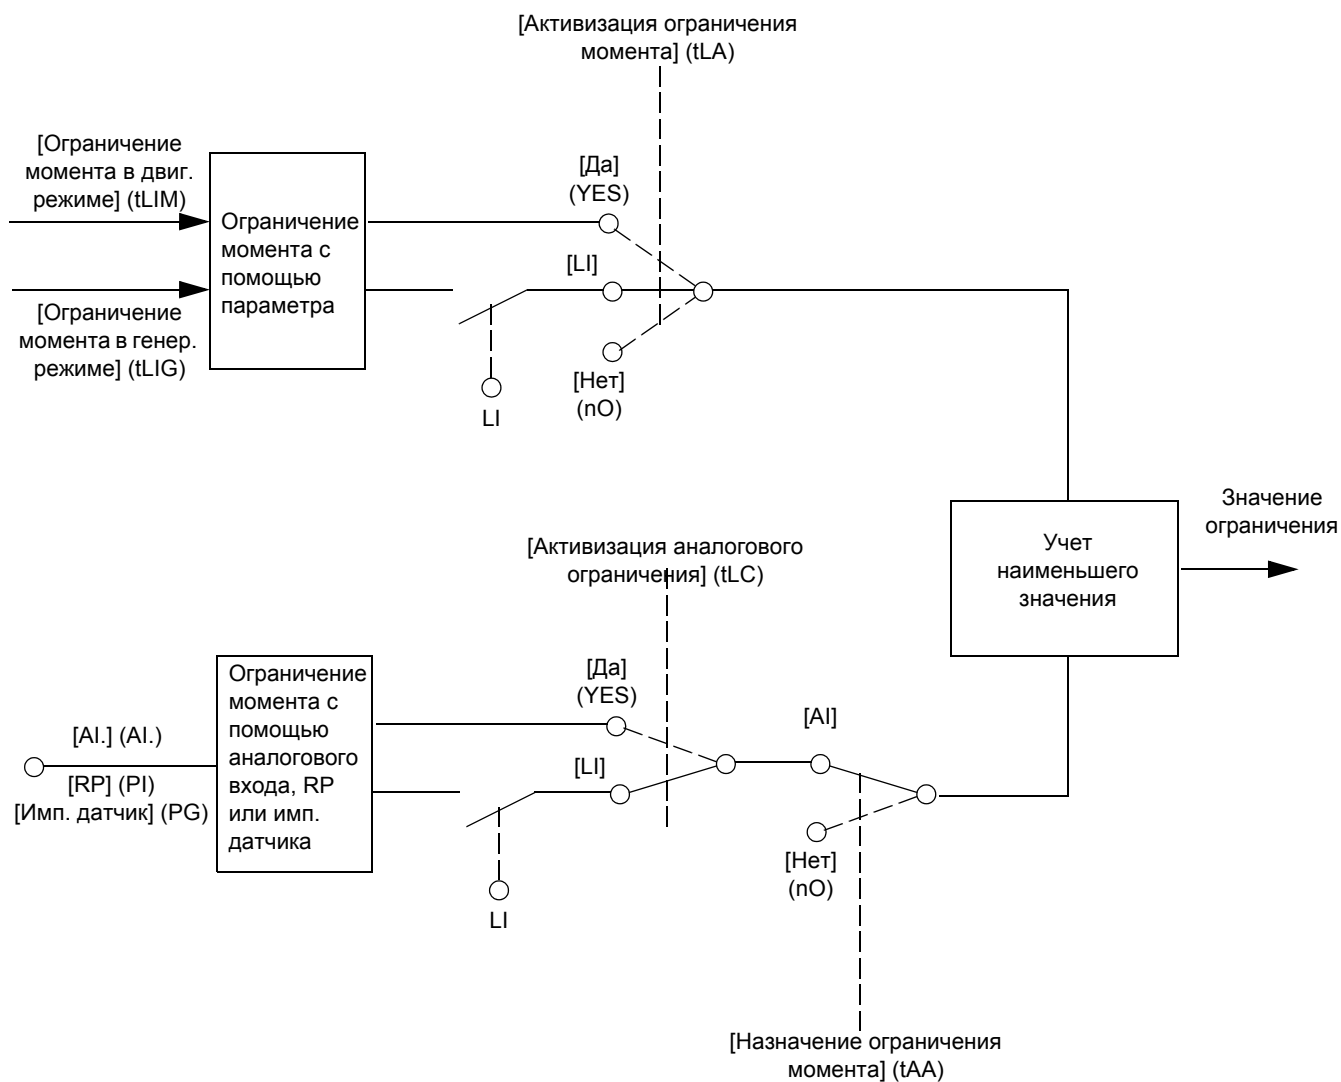 [Активизация ограничения
момента] (tLA)
[Ограничение
момента в двиг.
режиме] (tLIM)
Ограничение
момента с
помощью
параметра
[Ограничение
момента в генер.
режиме] (tLIG)
[Да]
(YES)
[LI]
[Нет]
(nO)
LI
Значение
ограничения
Учет
наименьшего
значения
[Активизация аналогового
ограничения] (tLC)
Ограничение
момента с
помощью
аналогового
входа, RP
или имп.
датчика
[AI.] (AI.)
[RP] (PI)
[Имп. датчик] (PG)
[Да]
(YES)
[LI]
LI
[AI]
[Нет]
(nO)
[Назначение ограничения
момента] (tAA)